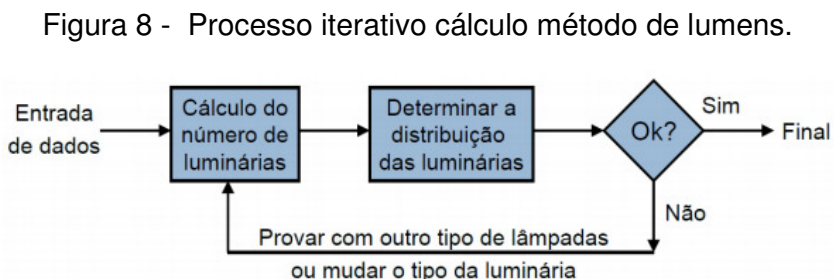 Figura 8 - Processo iterativo cálculo método de lumens.
Entrada
de dados
Cálculo do
número de
luminárias
Determinar a
distribuição
das luminárias
Ok?
Sim
Final
Não
Provar com outro tipo de lâmpadas
ou mudar o tipo da luminária